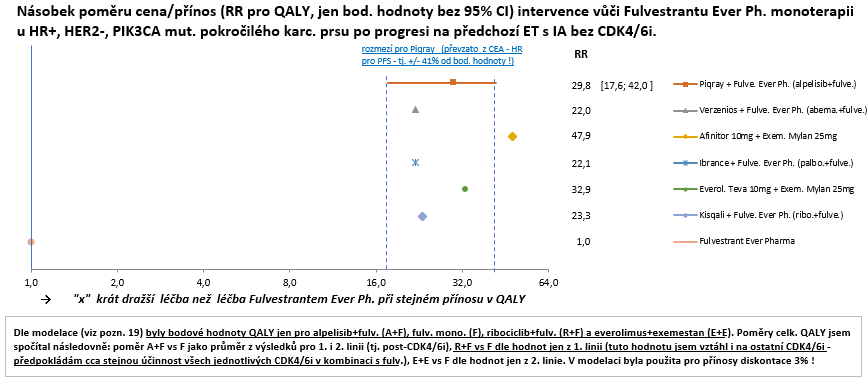 Násobek poměru cena/přínos (RR pro QALY, jen bod. hodnoty bez 95% CI) intervence vůči Fulvestrantu Ever Ph. monoterapii
u HR+, HER2-, PIK3CA mut. pokročilého karc. prsu po progresi na předchozí ET s IA bez CDK4/6i.
rozmezí pro Piqray (převzato z CEA - HR
pro PFS - tj. +/- 41% od bod. hodnoty !)
RR
29,8 [17,6; 42,0 ]
Piqray + Fulve. Ever Ph. (alpelisib+fulve.)
22,0
Verzenios + Fulve. Ever Ph. (abema.+fulve.)
47,9
Afinitor 10mg + Exem. Mylan 25mg
22,1
Ibrance + Fulve. Ever Ph. (palbo.+fulve.)
32,9
Everol. Teva 10mg + Exem. Mylan 25mg
23,3
Kisqali + Fulve. Ever Ph. (ribo.+fulve.)
1,0
Fulvestrant Ever Pharma
1,0 2,0 4,0 8,0 16,0 32,0 64,0
→ "x" krát dražší léčba než léčba Fulvestrantem Ever Ph. při stejném přínosu v QALY
Dle modelace (viz pozn. 19) byly bodové hodnoty QALY jen pro alpelisib+fulv. (A+F), fulv. mono. (F), ribociclib+fulv. (R+F) a everolimus+exemestan (E+E). Poměry celk. QALY jsem
spočítal následovně: poměr A+F vs F jako průměr z výsledků pro 1. i 2. linii (tj. post-CDK4/6i), R+F vs F dle hodnot jen z 1. linii (tuto hodnotu jsem vztáhl i na ostatní CDK4/6i -
předpokládám cca stejnou účinnost všech jednotlivých CDK4/6i v kombinaci s fulv.), E+E vs F dle hodnot jen z 2. linie. V modelaci byla použita pro přínosy diskontace 3% !